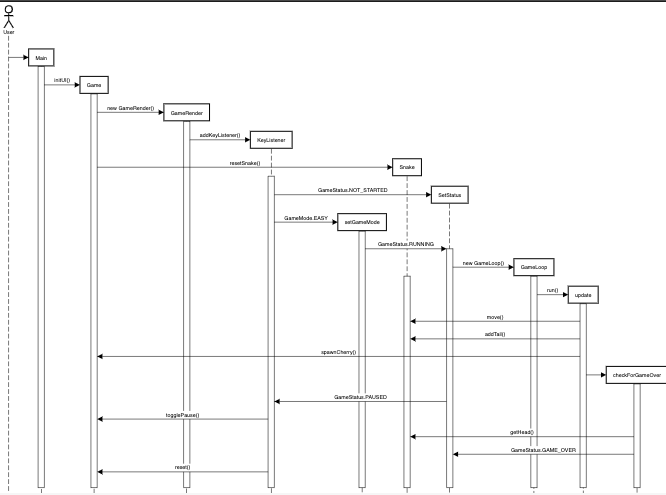 User
Main
initUI()
Game
new GameRender()
GameRender
addKeyListener()
KeyListener
resetSnake()
Snake
GameStatus.NOT_STARTED
SetStatus
GameMode.EASY
setGameMode
GameStatus.RUNNING
new GameLoop()
GameLoop
run()
update
move()
addTail()
spawnCherry()
checkForGameOver
GameStatus.PAUSED
togglePause()
getHead()
GameStatus.GAME_OVER
reset()